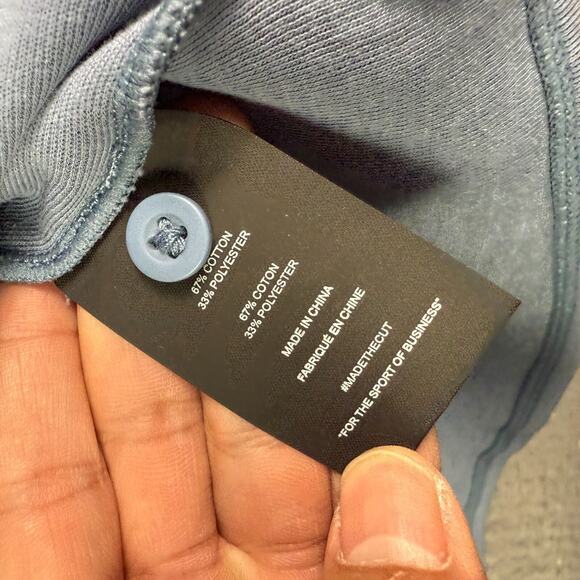 67% COTTON
33% POLYESTER
67% COTON
33% POLYESTER
MADE IN CHINA
FABRIQUÉ EN CHINE
#MADETHECUT
"FOR THE SPORT OF BUSINESS"